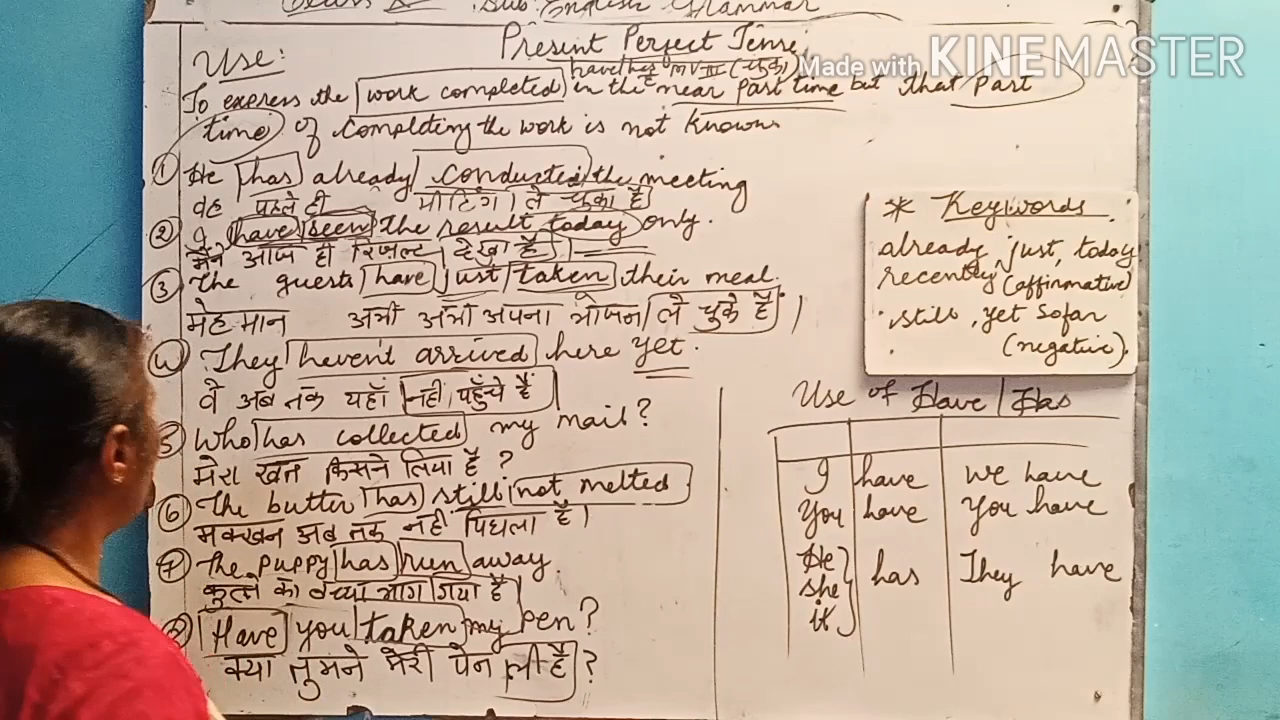 Sub English Grammar
Present Perfect Tense
Made with KINEMASTER
Use:
have/has MV III (चुका)
To express the work completed in the near past time but that Part
time of completing the work is not known
① He has already conducted the meeting
वह पहले ही मीटिंग ले चुका है
② I have seen the result today only.
मैंने आज ही रिजल्ट देखा है।
③ The guests have just taken their meal.
मेहमान अभी अभी अपना भोजन ले चुके हैं।
④ They haven't arrived here yet.
वे अब तक यहाँ नहीं पहुँचे हैं
5 Who has collected my mail?
मेरा खत किसने लिया है?
⑥ The butter has still not melted
मक्खन अब तक नही पिघला है।
⑦ The puppy has run away.
कुत्ते का बच्चा भाग गया है।
⑧ Have you taken my pen?
क्या तुमने मेरी पेन ली है?
* Keywords
already, just, today
recently (affirmative)
still, yet sofar
(negative).
Use of Have/Has
I have we have
You have You have
He
she has They have
it